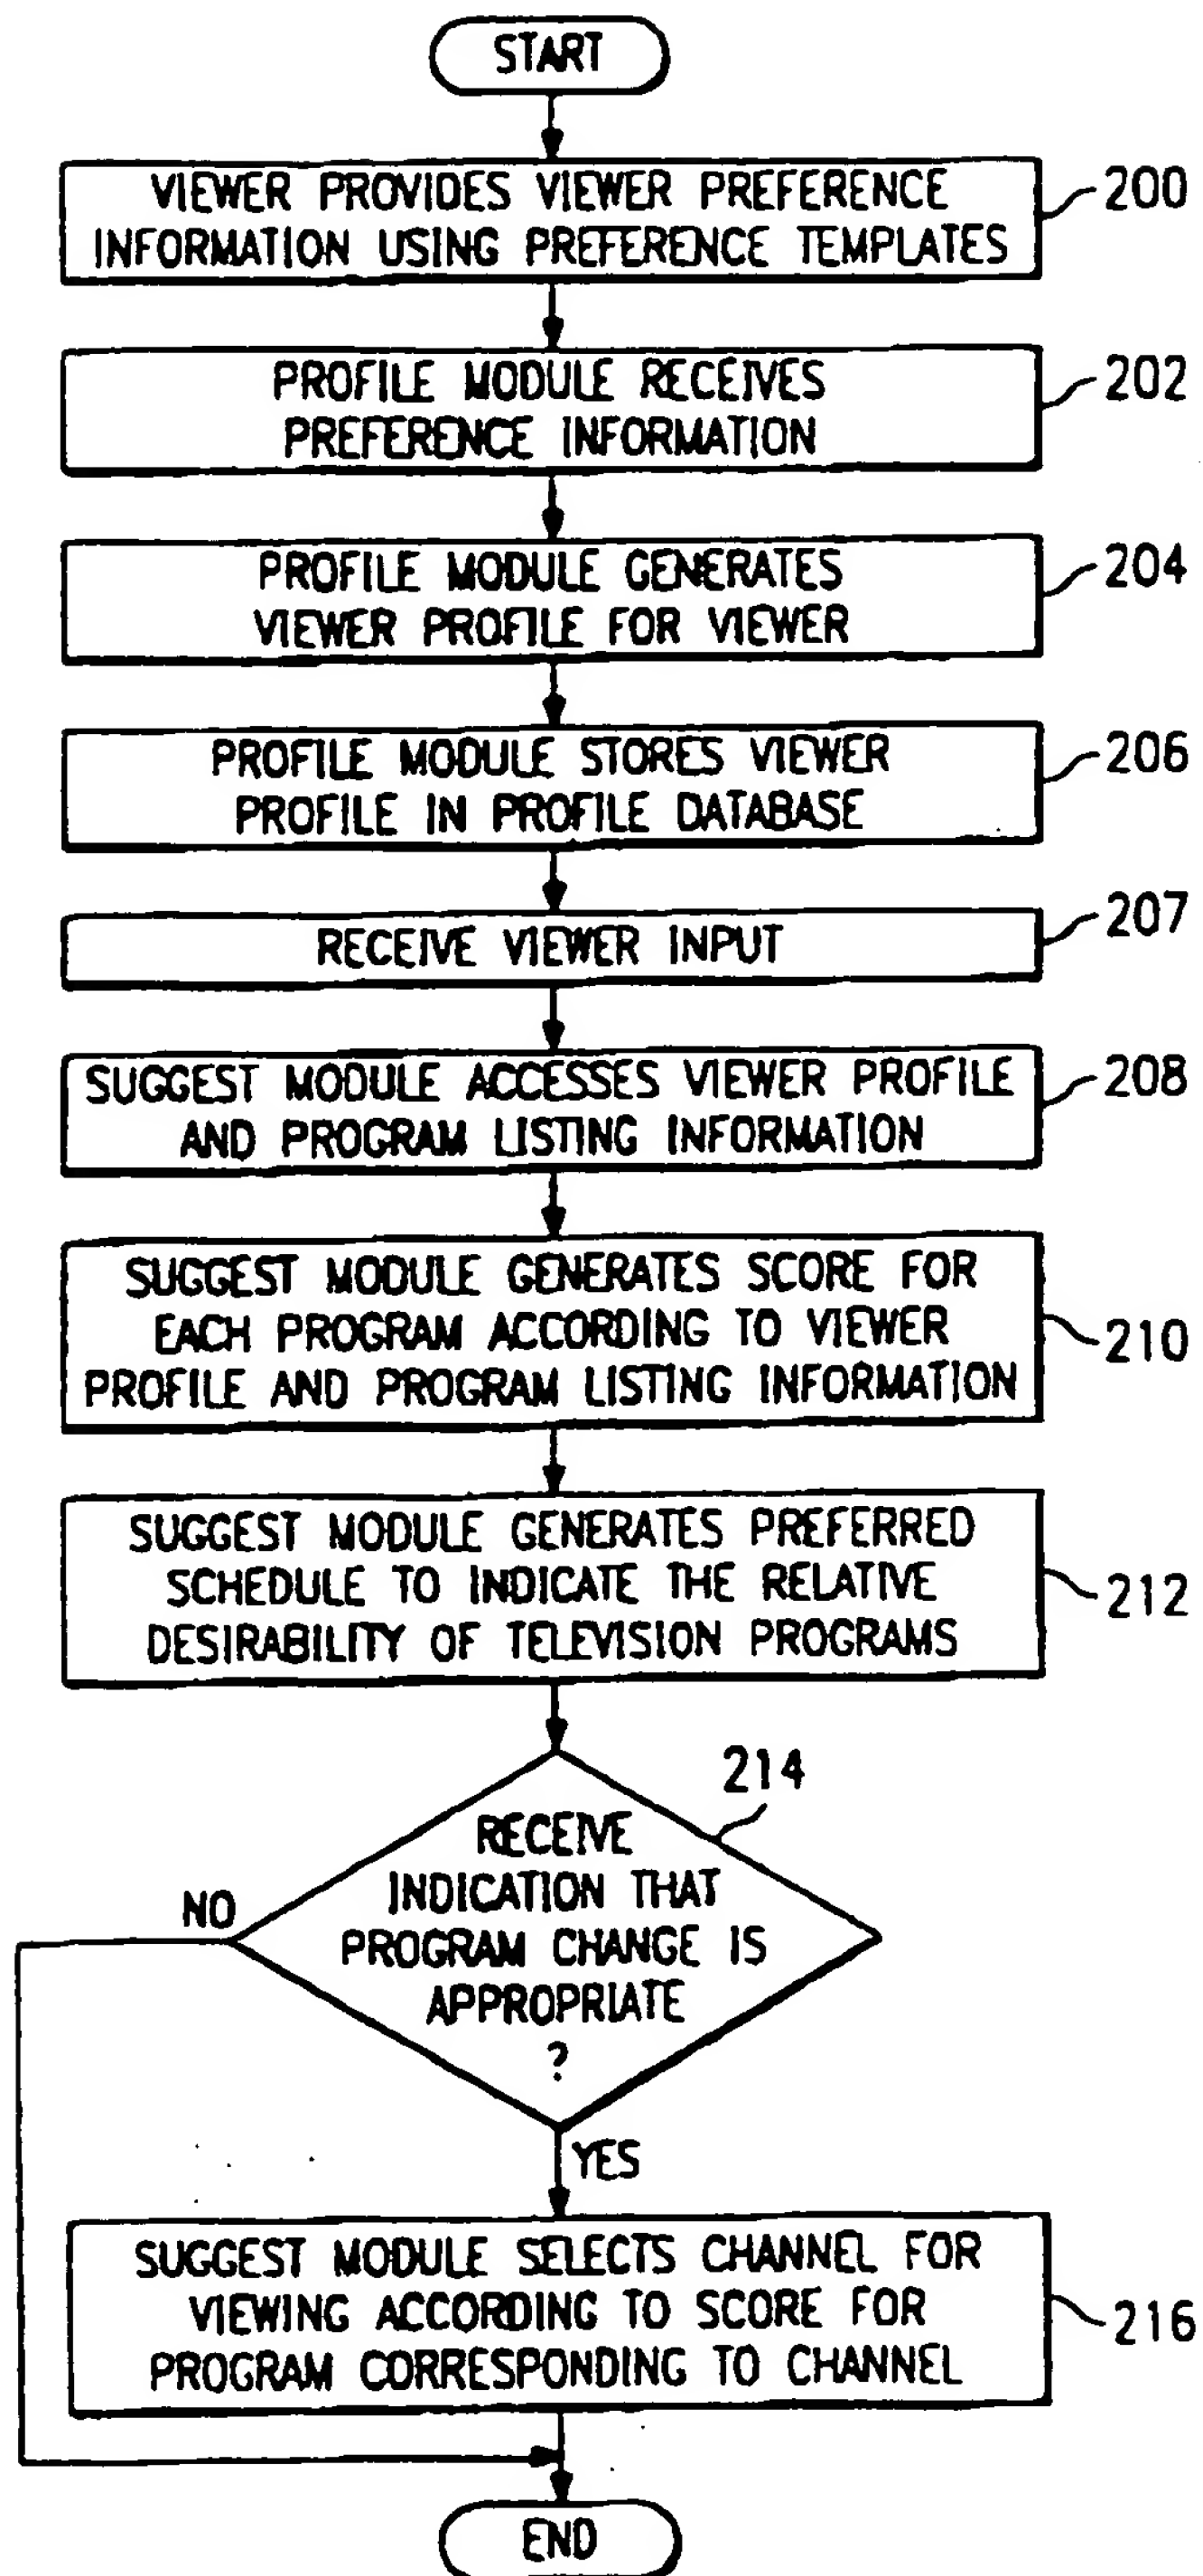 START
VIEWER PROVIDES VIEWER PREFERENCE
INFORMATION USING PREFERENCE TEMPLATES
200
PROFILE MODULE RECEIVES
PREFERENCE INFORMATION
202
PROFILE MODULE GENERATES
VIEWER PROFILE FOR VIEWER
204
PROFILE MODULE STORES VIEWER
PROFILE IN PROFILE DATABASE
206
RECEIVE VIEWER INPUT
207
SUGGEST MODULE ACCESSES VIEWER PROFILE
AND PROGRAM LISTING INFORMATION
208
SUGGEST MODULE GENERATES SCORE FOR
EACH PROGRAM ACCORDING TO VIEWER
PROFILE AND PROGRAM LISTING INFORMATION
210
SUGGEST MODULE GENERATES PREFERRED
SCHEDULE TO INDICATE THE RELATIVE
DESIRABILITY OF TELEVISION PROGRAMS
212
214
RECEIVE
INDICATION THAT
PROGRAM CHANGE IS
APPROPRIATE
?
NO
YES
SUGGEST MODULE SELECTS CHANNEL FOR
VIEWING ACCORDING TO SCORE FOR
PROGRAM CORRESPONDING TO CHANNEL
216
END